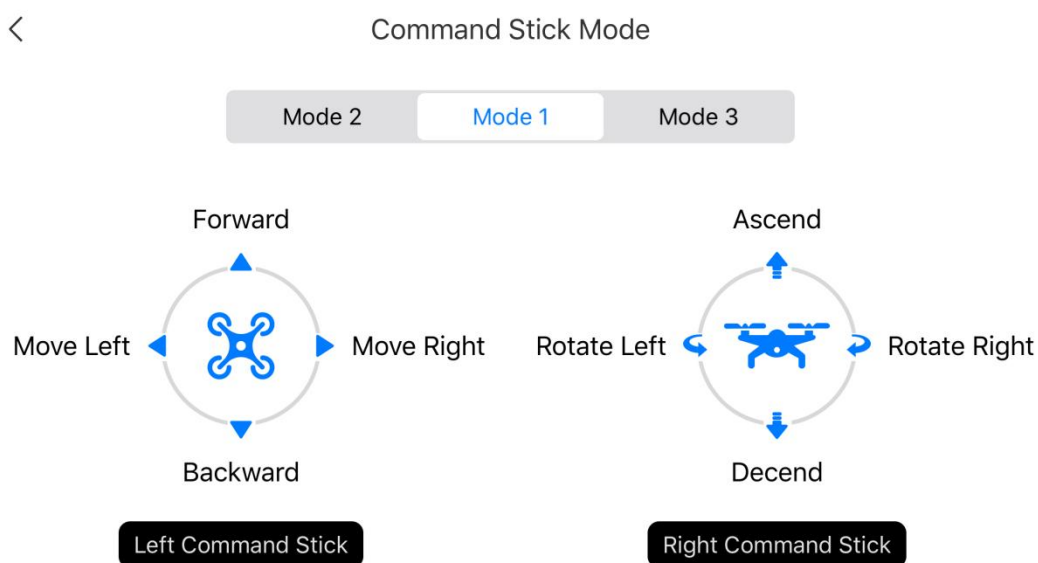 Command Stick Mode
Mode 2 Mode 1 Mode 3
Forward Ascend
Move Left Move Right Rotate Left Rotate Right
Backward Decend
Left Command Stick Right Command Stick